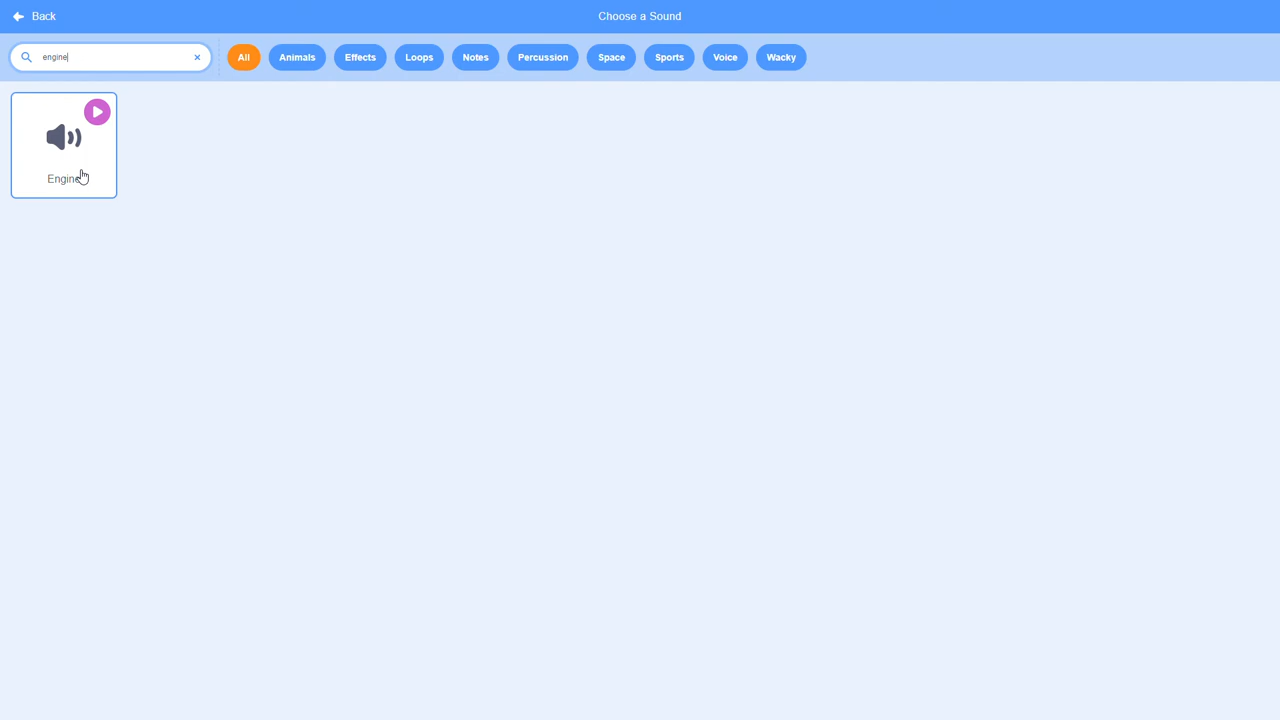 Back
Choose a Sound
engine
All
Animals
Effects
Loops
Notes
Percussion
Space
Sports
Voice
Wacky
Engine